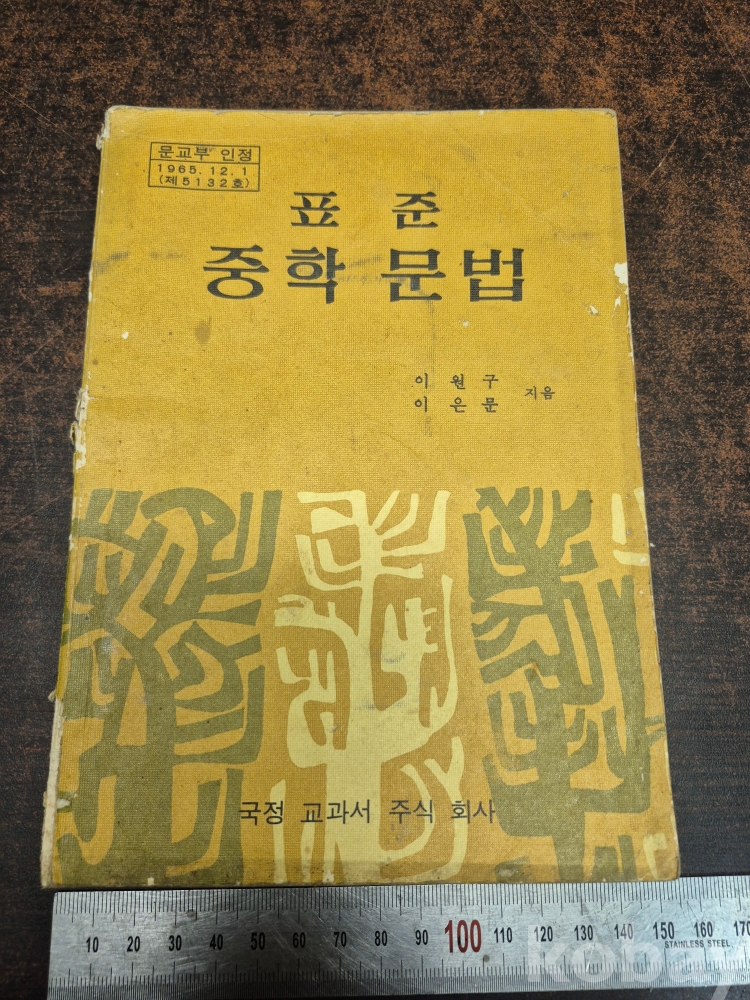 문교부 인정
1965. 12. 1
(제5132호)
표준
중학 문법
이원구
이은문
지음
국정 교과서 주식 회사
10 20 30 40 50 60 70 80 90 100 110 120 130 140 150 160 170
STAINLESS STEEL
kobay